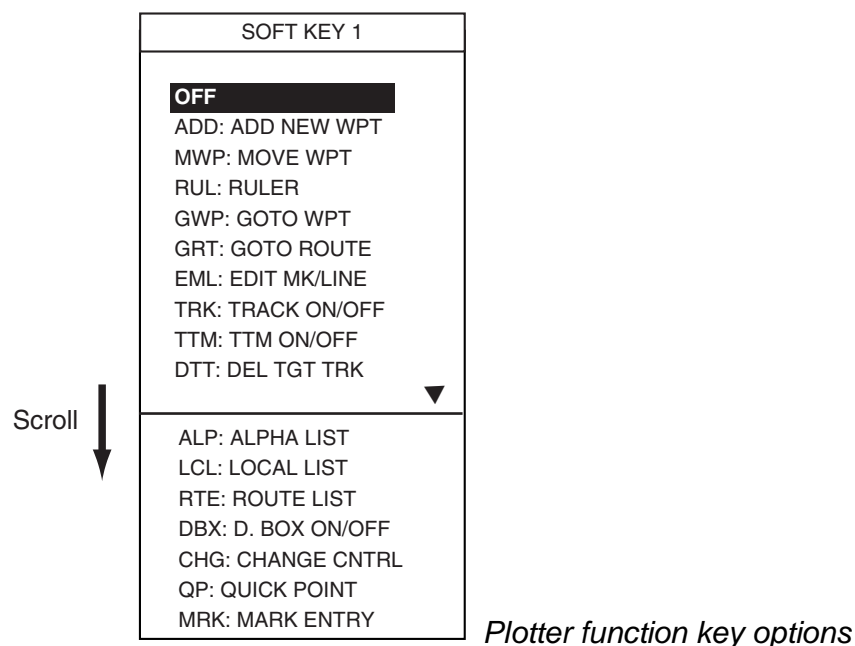 SOFT KEY 1
OFF
ADD: ADD NEW WPT
MWP: MOVE WPT
RUL: RULER
GWP: GOTO WPT
GRT: GOTO ROUTE
EML: EDIT MK/LINE
TRK: TRACK ON/OFF
TTM: TTM ON/OFF
DTT: DEL TGT TRK
Scroll
ALP: ALPHA LIST
LCL: LOCAL LIST
RTE: ROUTE LIST
DBX: D. BOX ON/OFF
CHG: CHANGE CNTRL
QP: QUICK POINT
MRK: MARK ENTRY
Plotter function key options